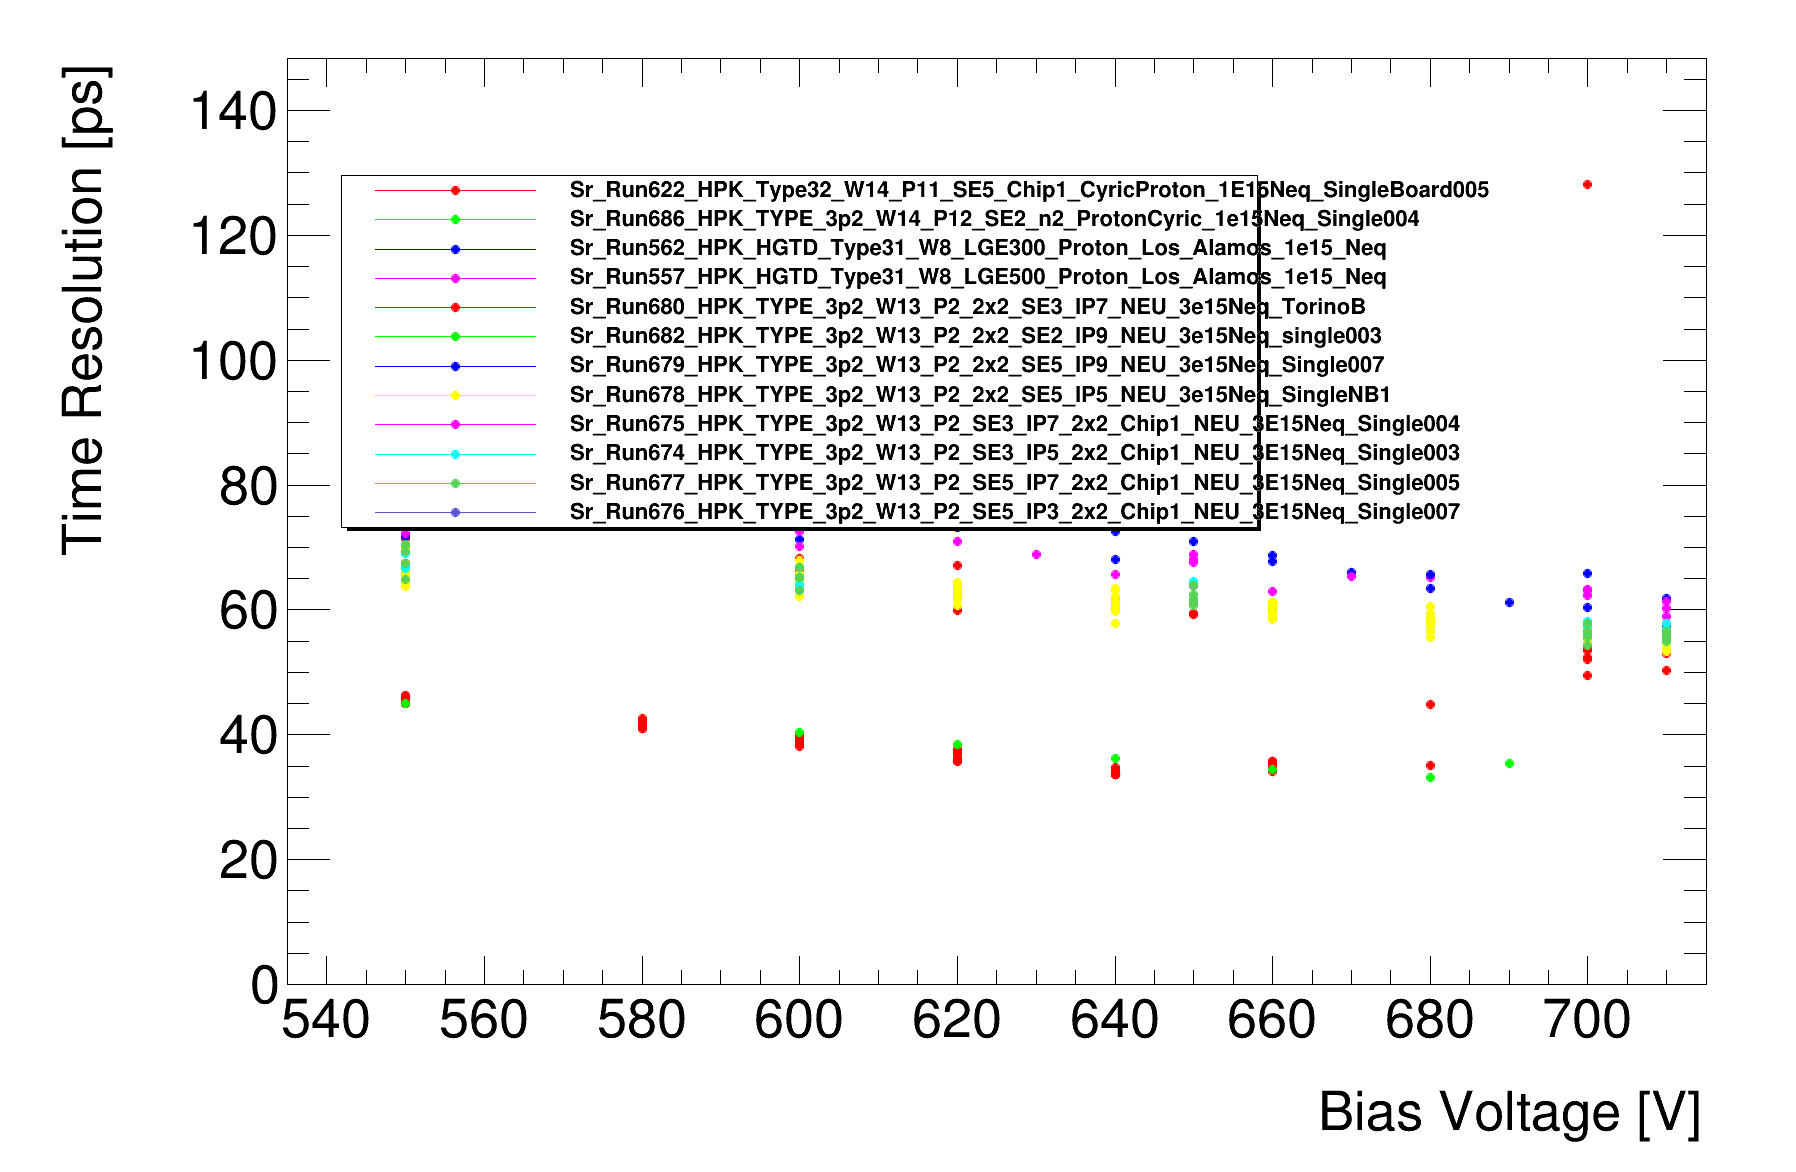 Time Resolution [ps]
140
120
100
80
60
40
20
0
Sr_Run622_HPK_Type32_W14_P11_SE5_Chip1_CyricProton_1E15Neq_SingleBoard005
Sr_Run686_HPK_TYPE_3p2_W14_P12_SE2_n2_ProtonCyric_1e15Neq_Single004
Sr_Run562_HPK_HGTD_Type31_W8_LGE300_Proton_Los_Alamos_1e15_Neq
Sr_Run557_HPK_HGTD_Type31_W8_LGE500_Proton_Los_Alamos_1e15_Neq
Sr_Run680_HPK_TYPE_3p2_W13_P2_2x2_SE3_IP7_NEU_3e15Neq_TorinoB
Sr_Run682_HPK_TYPE_3p2_W13_P2_2x2_SE2_IP9_NEU_3e15Neq_single003
Sr_Run679_HPK_TYPE_3p2_W13_P2_2x2_SE5_IP9_NEU_3e15Neq_Single007
Sr_Run678_HPK_TYPE_3p2_W13_P2_2x2_SE5_IP5_NEU_3e15Neq_SingleNB1
Sr_Run675_HPK_TYPE_3p2_W13_P2_SE3_IP7_2x2_Chip1_NEU_3E15Neq_Single004
Sr_Run674_HPK_TYPE_3p2_W13_P2_SE3_IP5_2x2_Chip1_NEU_3E15Neq_Single003
Sr_Run677_HPK_TYPE_3p2_W13_P2_SE5_IP7_2x2_Chip1_NEU_3E15Neq_Single005
Sr_Run676_HPK_TYPE_3p2_W13_P2_SE5_IP3_2x2_Chip1_NEU_3E15Neq_Single007
540 560 580 600 620 640 660 680 700
Bias Voltage [V]